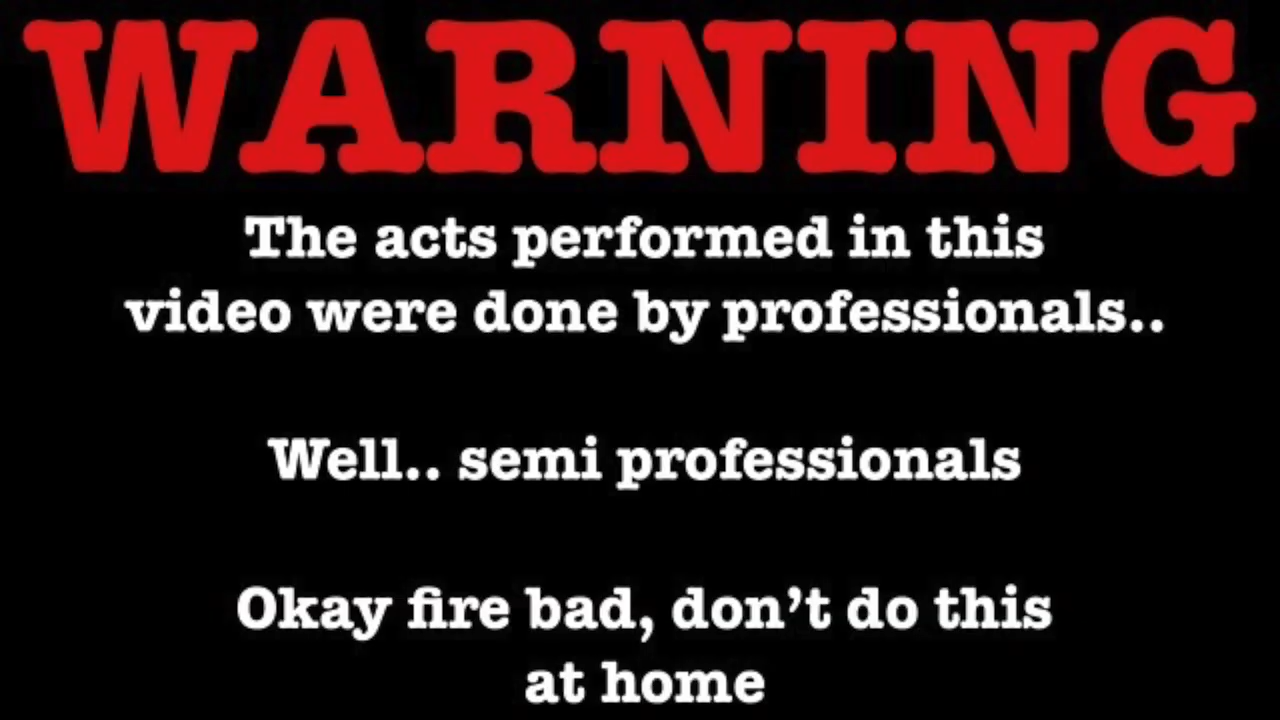 WARNING
The acts performed in this
video were done by professionals..
Well.. semi professionals
Okay fire bad, don’t do this
at home